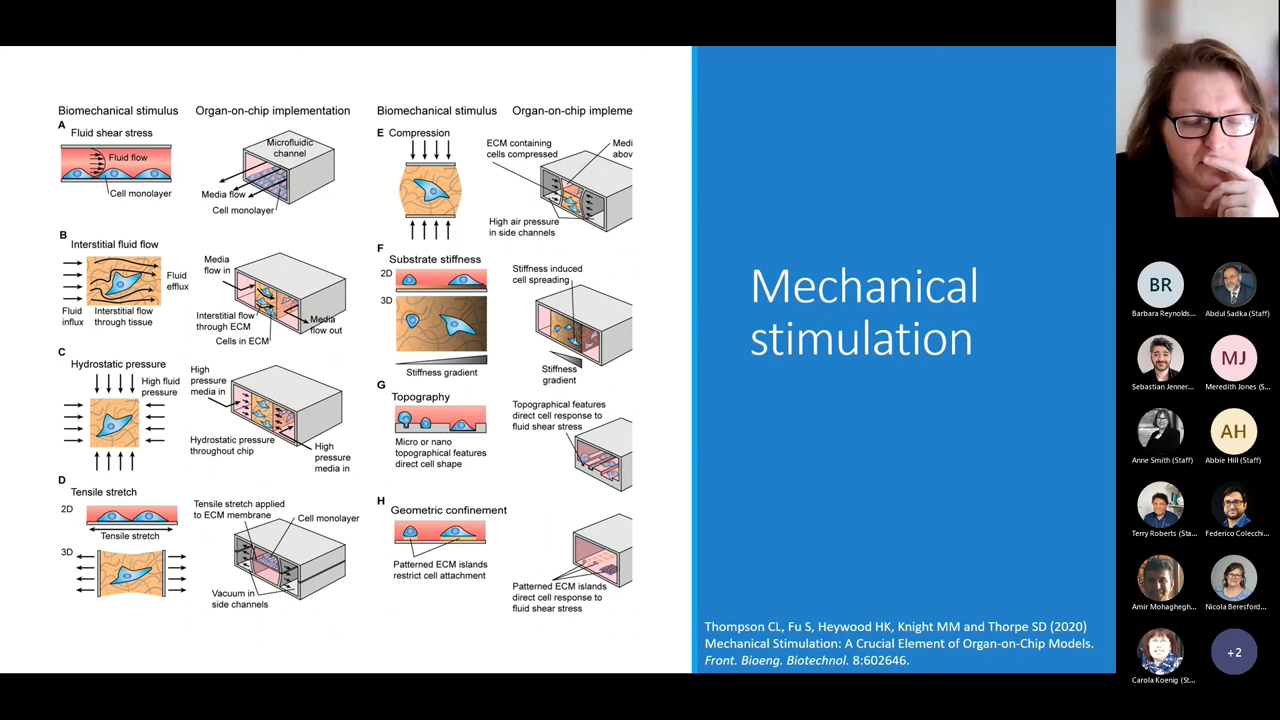 Biomechanical stimulus
Organ-on-chip implementation
A
Fluid shear stress
Fluid flow
Cell monolayer
Microfluidic
channel
Media flow
Cell monolayer
B
Interstitial fluid flow
Fluid
efflux
Fluid
influx
Interstitial flow
through tissue
Media
flow in
Interstitial flow
through ECM
Cells in ECM
Media
flow out
C
Hydrostatic pressure
High fluid
pressure
High
pressure
media in
Hydrostatic pressure
throughout chip
High
pressure
media in
D
Tensile stretch
2D
Tensile stretch
3D
Tensile stretch applied
to ECM membrane
Cell monolayer
Vacuum in
side channels
Biomechanical stimulus
Organ-on-chip impleme
E
Compression
ECM containing
cells compressed
Medi
abov
High air pressure
in side channels
F
Substrate stiffness
2D
3D
Stiffness gradient
Stiffness induced
cell spreading
Stiffness
gradient
G
Topography
Micro or nano
topographical features
direct cell shape
Topographical features
direct cell response to
fluid shear stress
H
Geometric confinement
Patterned ECM islands
restrict cell attachment
Patterned ECM islands
direct cell response to
fluid shear stress
Mechanical
stimulation
Thompson CL, Fu S, Heywood HK, Knight MM and Thorpe SD (2020)
Mechanical Stimulation: A Crucial Element of Organ-on-Chip Models.
Front. Bioeng. Biotechnol. 8:602646.
BR
Barbara Reynolds...
Abdul Sadka (Staff)
Sebastian Jenner...
MJ
Meredith Jones (S...
Anne Smith (Staff)
AH
Abbie Hill (Staff)
Terry Roberts (Sta...
Federico Colecchi...
Amir Mohaghegh...
Nicola Beresford...
Carola Koenig (St...
+2